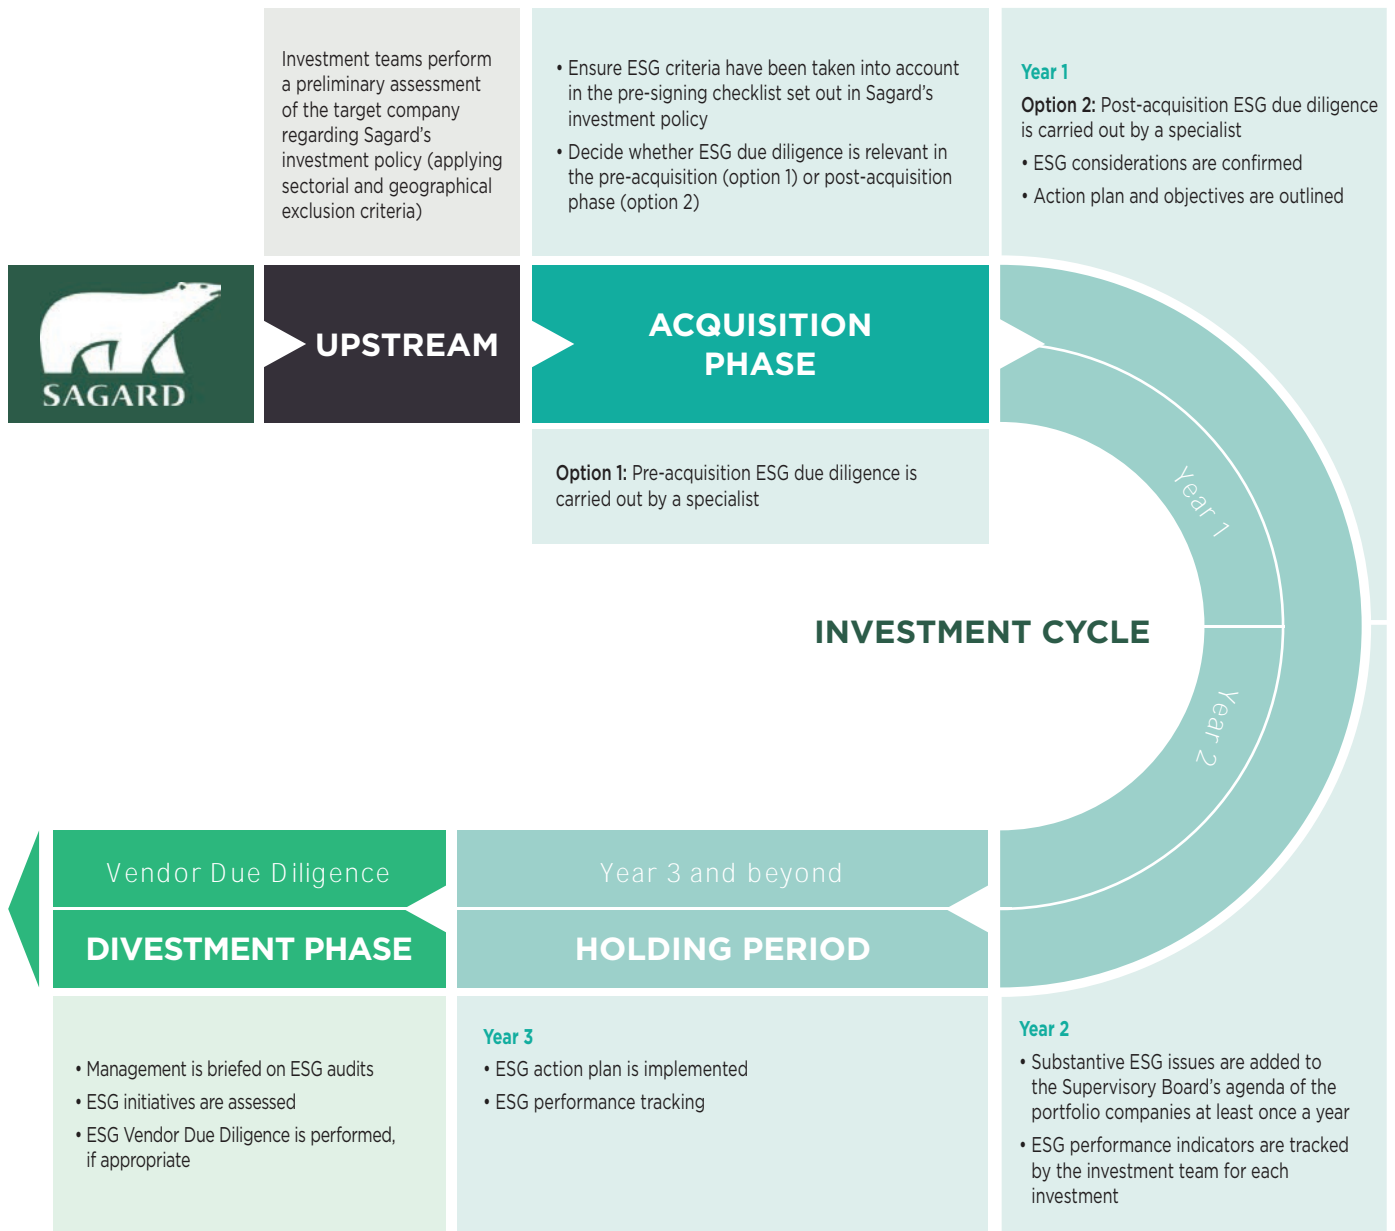 Investment teams perform
a preliminary assessment
of the target company
regarding Sagard's
investment policy (applying
sectorial and geographical
exclusion criteria)
• Ensure ESG criteria have been taken into account
in the pre-signing checklist set out in Sagard's
investment policy
• Decide whether ESG due diligence is relevant in
the pre-acquisition (option 1) or post-acquisition
phase (option 2)
Year 1
Option 2: Post-acquisition ESG due diligence
is carried out by a specialist
• ESG considerations are confirmed
• Action plan and objectives are outlined
SAGARD
UPSTREAM
ACQUISITION
PHASE
Option 1: Pre-acquisition ESG due diligence is
carried out by a specialist
Year 1
INVESTMENT CYCLE
Year 2
Vendor Due Diligence
DIVESTMENT PHASE
Year 3 and beyond
HOLDING PERIOD
• Management is briefed on ESG audits
• ESG initiatives are assessed
• ESG Vendor Due Diligence is performed,
if appropriate
Year 3
• ESG action plan is implemented
• ESG performance tracking
Year 2
• Substantive ESG issues are added to
the Supervisory Board's agenda of the
portfolio companies at least once a year
• ESG performance indicators are tracked
by the investment team for each
investment